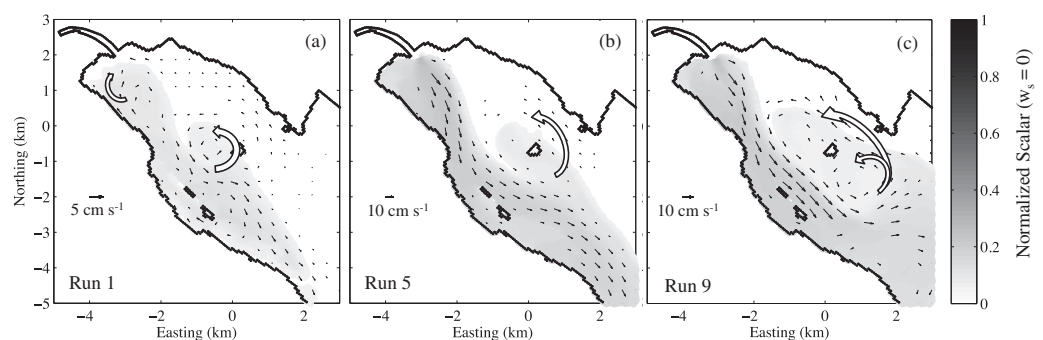 3
2
1
0
−1
−2
−3
−4
−5
Northing (km)
(a)
5 cm s-1
Run 1
−4 −2 0 2
Easting (km)
(b)
10 cm s-1
Run 5
−4 −2 0 2
Easting (km)
(c)
10 cm s-1
Run 9
−4 −2 0 2
Easting (km)
1
0.8
0.6
0.4
0.2
0
Normalized Scalar (ws = 0)